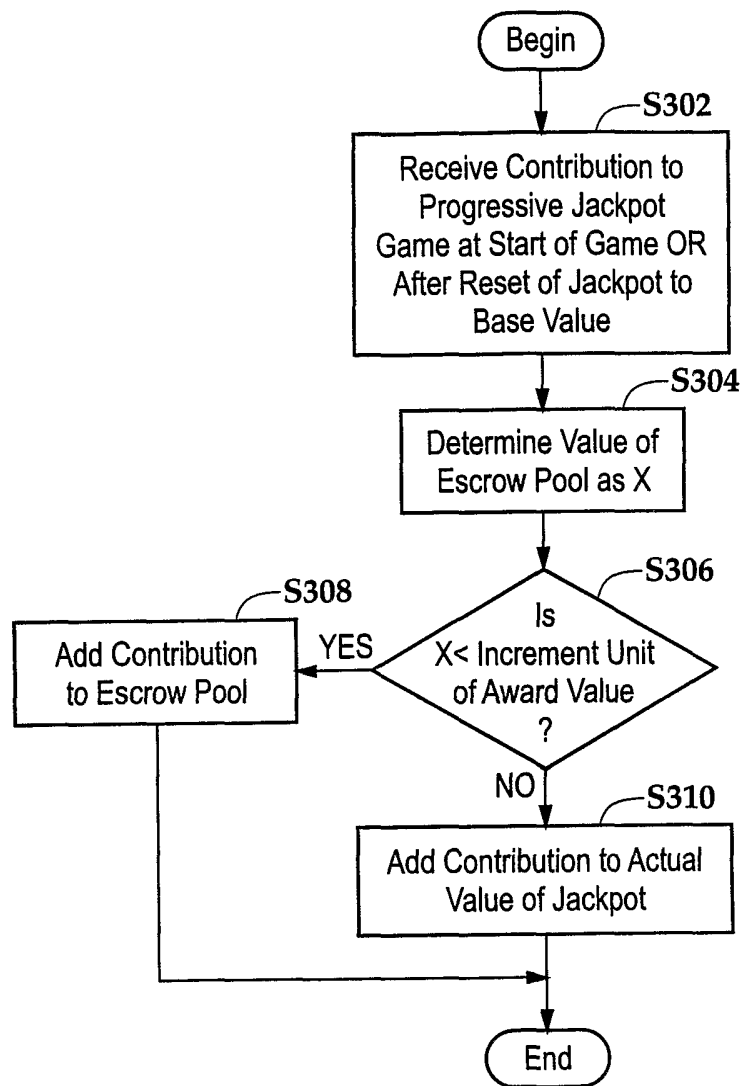 Begin
S302
Receive Contribution to
Progressive Jackpot
Game at Start of Game OR
After Reset of Jackpot to
Base Value
S304
Determine Value of
Escrow Pool as X
S306
Is
X< Increment Unit
of Award Value
?
YES
S308
Add Contribution
to Escrow Pool
NO
S310
Add Contribution to Actual
Value of Jackpot
End